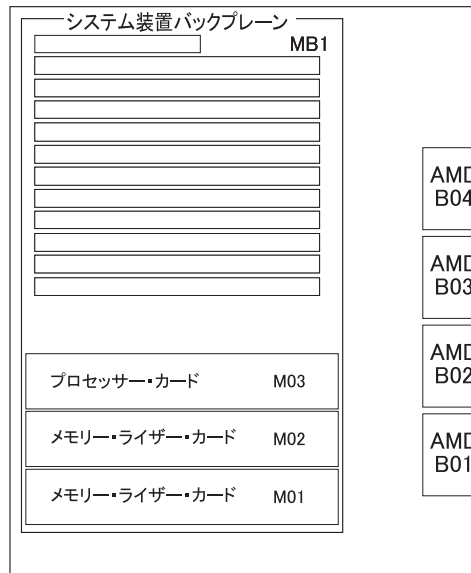 システム装置バックプレーン
MB1
プロセッサー・カード M03
メモリー・ライザー・カード M02
メモリー・ライザー・カード M01
AMD
B04
AMD
B03
AMD
B02
AMD
B01